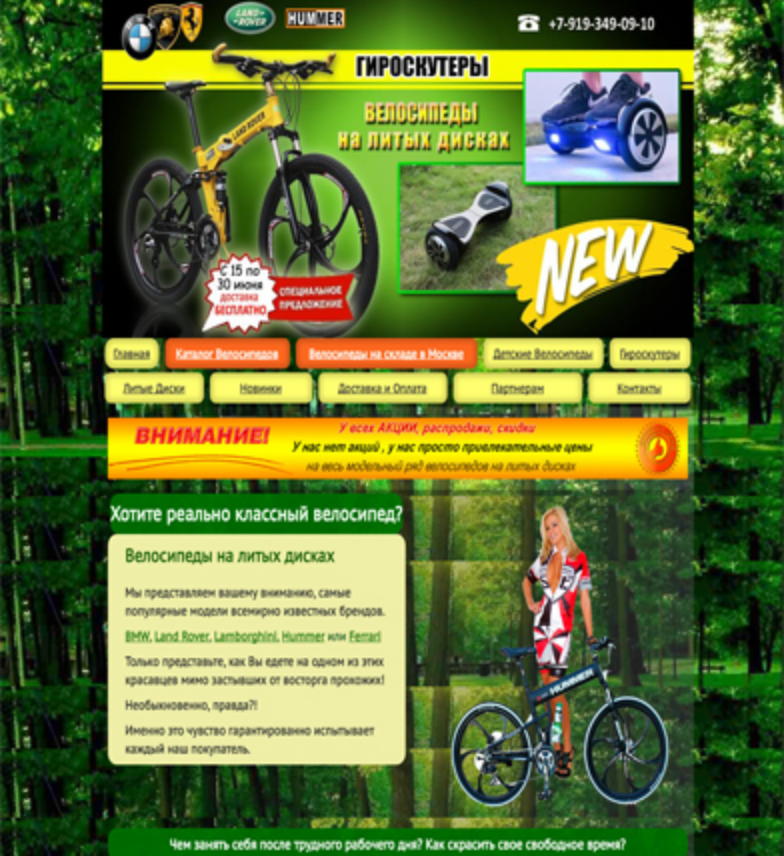 LAND ROVER
HUMMER
+7-919-349-09-10
ГИРОСКУТЕРЫ
ВЕЛОСИПЕДЫ
на литых дисках
LAND ROVER
NEW
С 15 по
30 июня
доставка
БЕСПЛАТНО
СПЕЦИАЛЬНОЕ
ПРЕДЛОЖЕНИЕ
Главная Каталог Велосипедов Велосипеды на складе в Москве Детские Велосипеды Гироскутеры
Литые Диски Новинки Доставка и Оплата Партнерам Контакты
ВНИМАНИЕ!
У всех АКЦИИ, распродажи, скидки
У нас нет акций , у нас просто привлекательные цены
на весь модельный ряд велосипедов на литых дисках
Хотите реально классный велосипед?
Велосипеды на литых дисках
Мы представляем вашему вниманию, самые
популярные модели всемирно известных брендов.
BMW, Land Rover, Lamborghini, Hummer или Ferrari
Только представьте, как Вы едете на одном из этих
красавцев мимо застывших от восторга прохожих!
Необыкновенно, правда?!
Именно это чувство гарантированно испытывает
каждый наш покупатель.
HUMMER
Чем занять себя после трудного рабочего дня? Как скрасить свое свободное время?